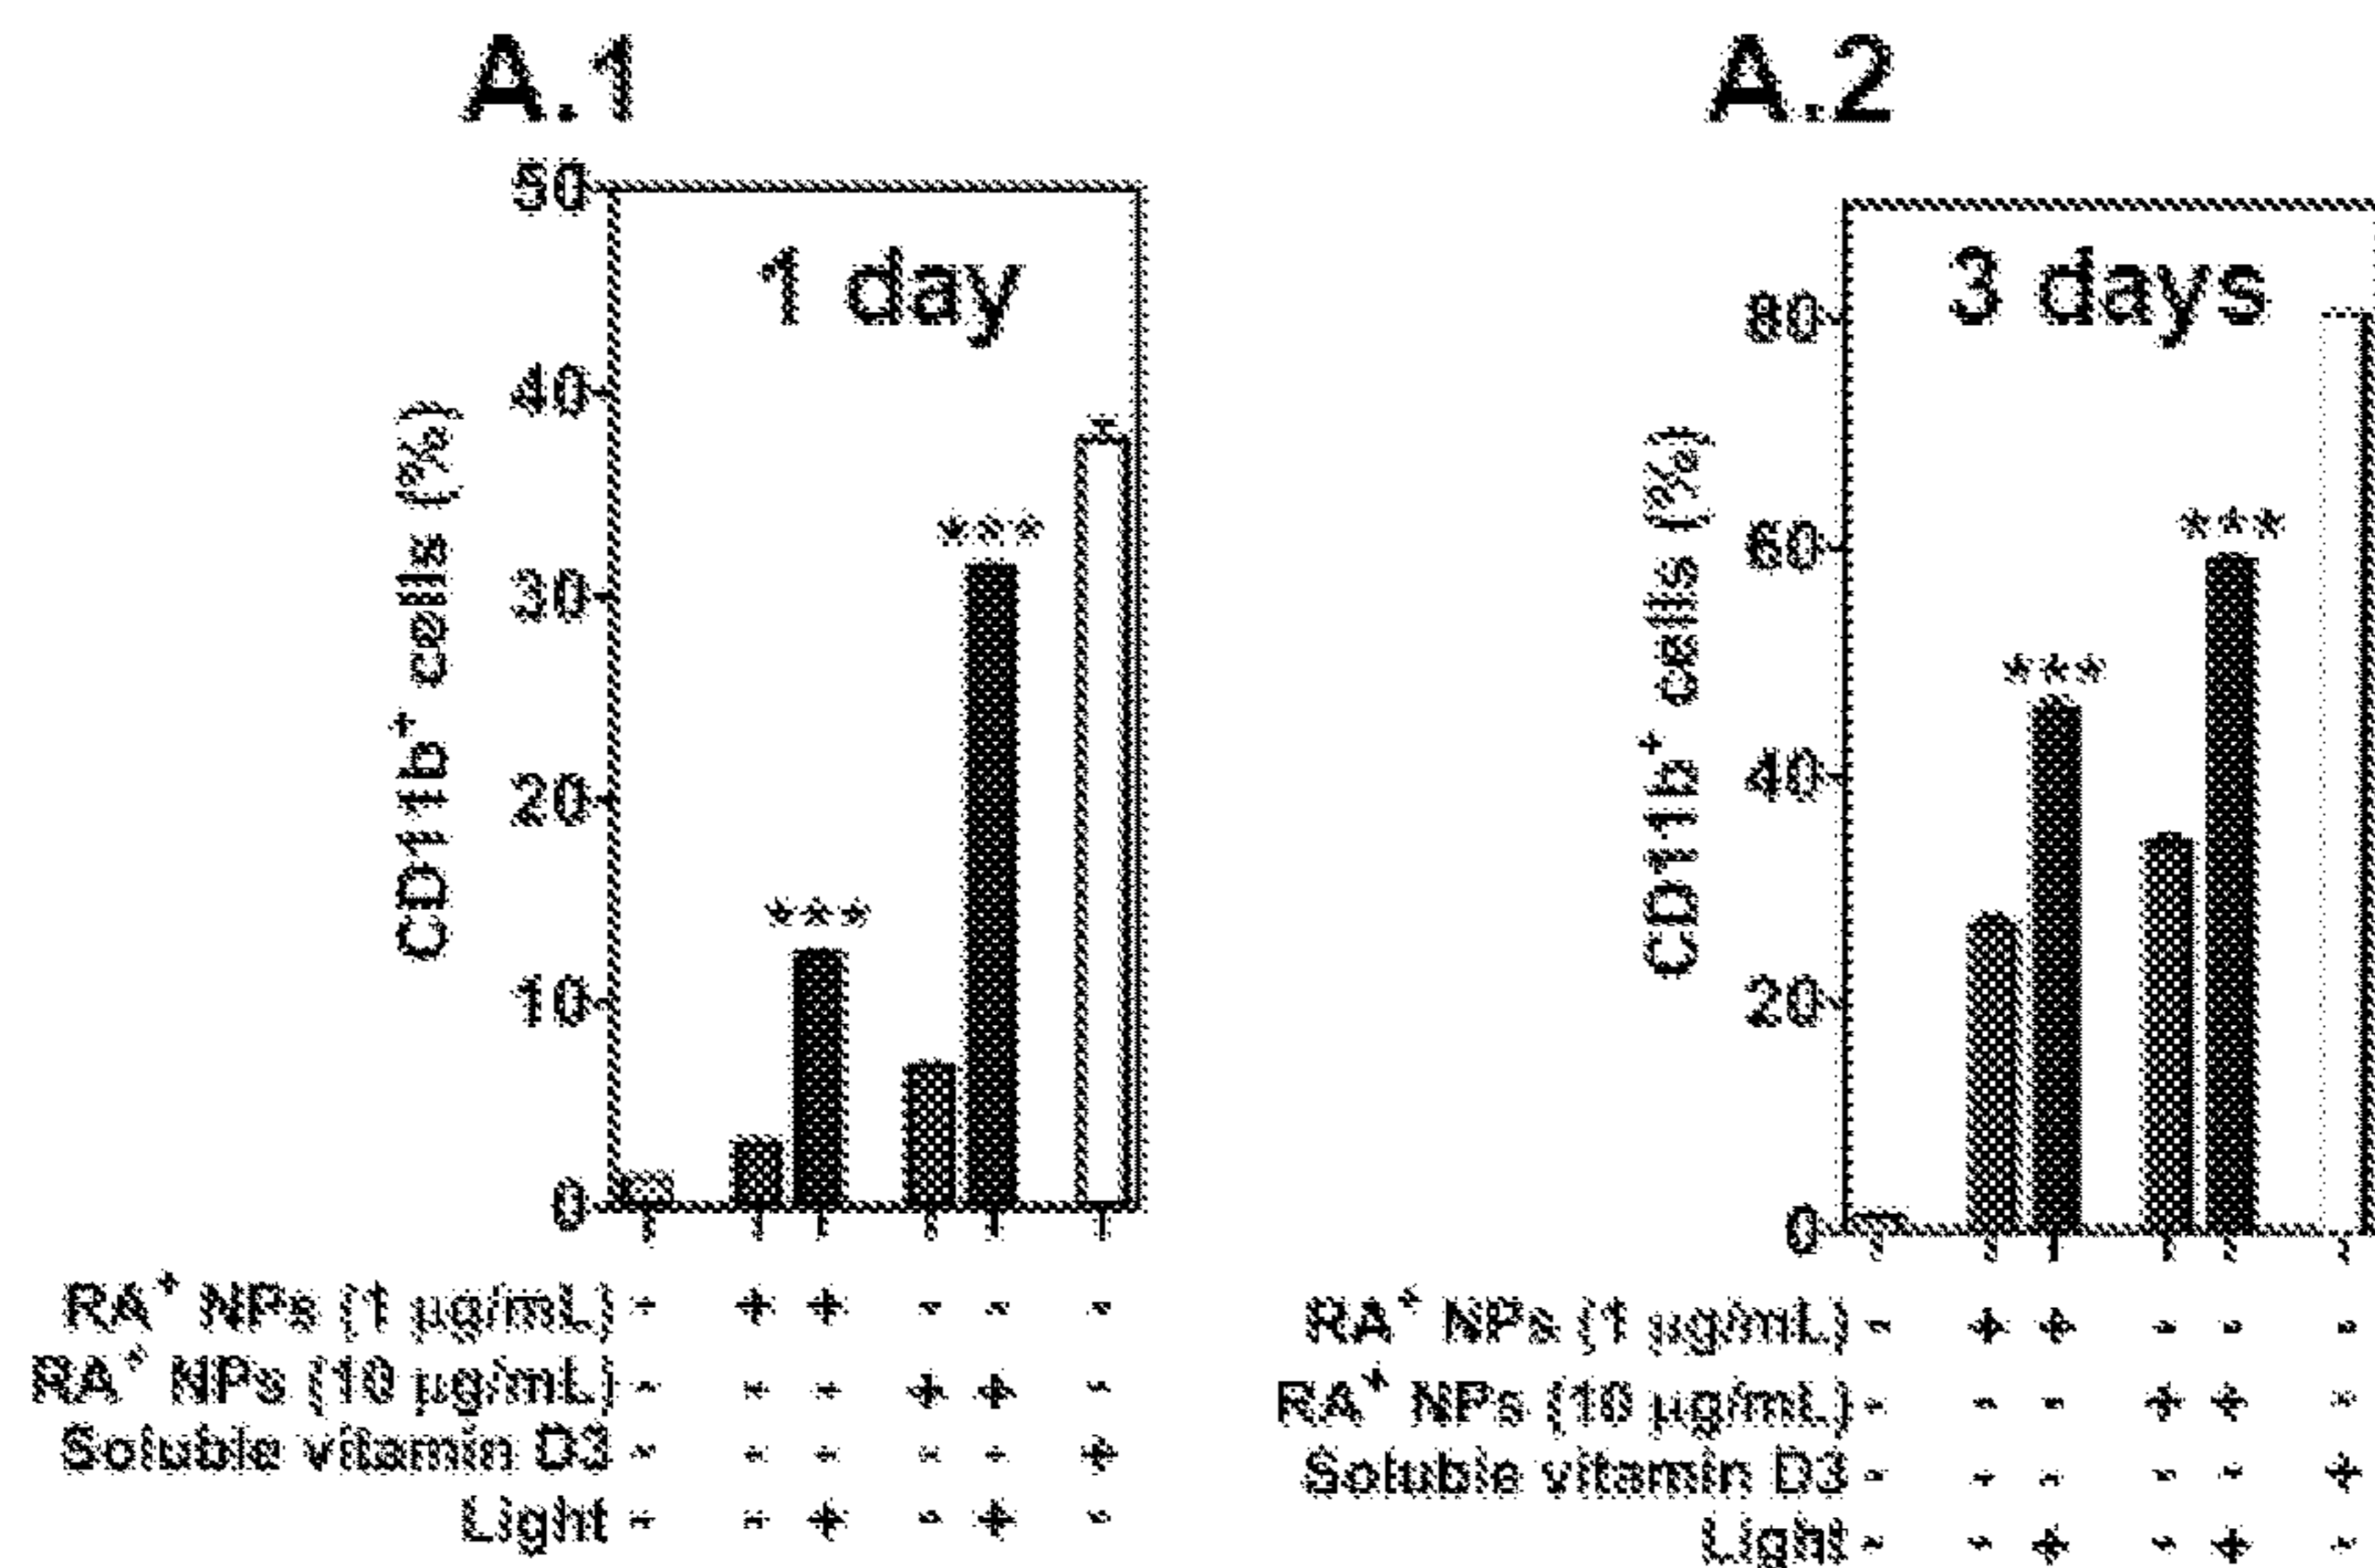 A.1
50
1 day
40
30
20
10
0
CD11b⁺ cells (%)
***
***
RA⁺ NPs (1 µg/mL) - + + - - -
RA⁺ NPs (10 µg/mL) - - - + + -
Soluble vitamin D3 - - - - - +
Light - - + - + -
A.2
3 days
80
60
40
20
0
CD11b⁺ cells (%)
***
***
RA⁺ NPs (1 µg/mL) - + + - - -
RA⁺ NPs (10 µg/mL) - - - + + -
Soluble vitamin D3 - - - - - +
Light - - + - + -